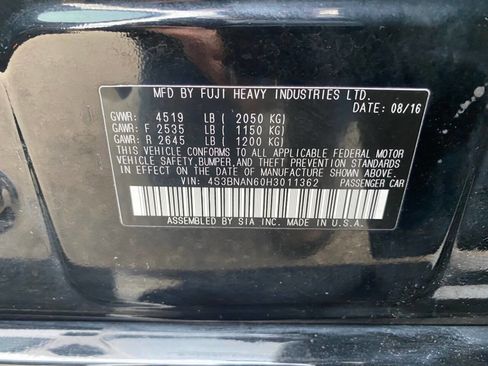 MFD BY FUJI HEAVY INDUSTRIES LTD.
DATE: 08/16
GVWR: 4519 LB ( 2050 KG)
GAWR: F 2535 LB ( 1150 KG)
GAWR: R 2645 LB ( 1200 KG)
THIS VEHICLE CONFORMS TO ALL APPLICABLE FEDERAL MOTOR
VEHICLE SAFETY, BUMPER, AND THEFT PREVENTION STANDARDS
IN EFFECT ON THE DATE OF MANUFACTURE SHOWN ABOVE.
VIN: 4S3BNAN60H3011362 PASSENGER CAR
ASSEMBLED BY SIA INC. MADE IN U.S.A.